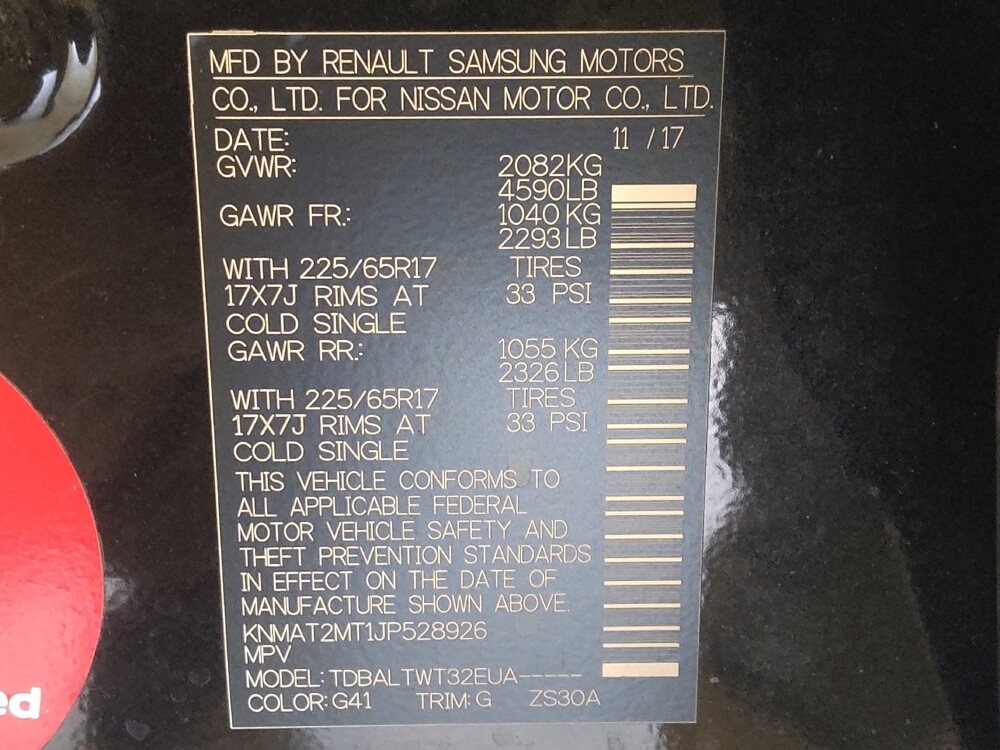 MFD BY RENAULT SAMSUNG MOTORS
CO., LTD. FOR NISSAN MOTOR CO., LTD.
DATE: 11 / 17
GVWR: 2082KG
4590LB
GAWR FR.: 1040 KG
2293LB
WITH 225/65R17 TIRES
17X7J RIMS AT 33 PSI
COLD SINGLE
GAWR RR.: 1055 KG
2326LB
WITH 225/65R17 TIRES
17X7J RIMS AT 33 PSI
COLD SINGLE
THIS VEHICLE CONFORMS TO
ALL APPLICABLE FEDERAL
MOTOR VEHICLE SAFETY AND
THEFT PREVENTION STANDARDS
IN EFFECT ON THE DATE OF
MANUFACTURE SHOWN ABOVE.
KNMAT2MT1JP528926
MPV
MODEL: TDBALTWT32EUA-----
COLOR: G41 TRIM: G ZS30A
ed